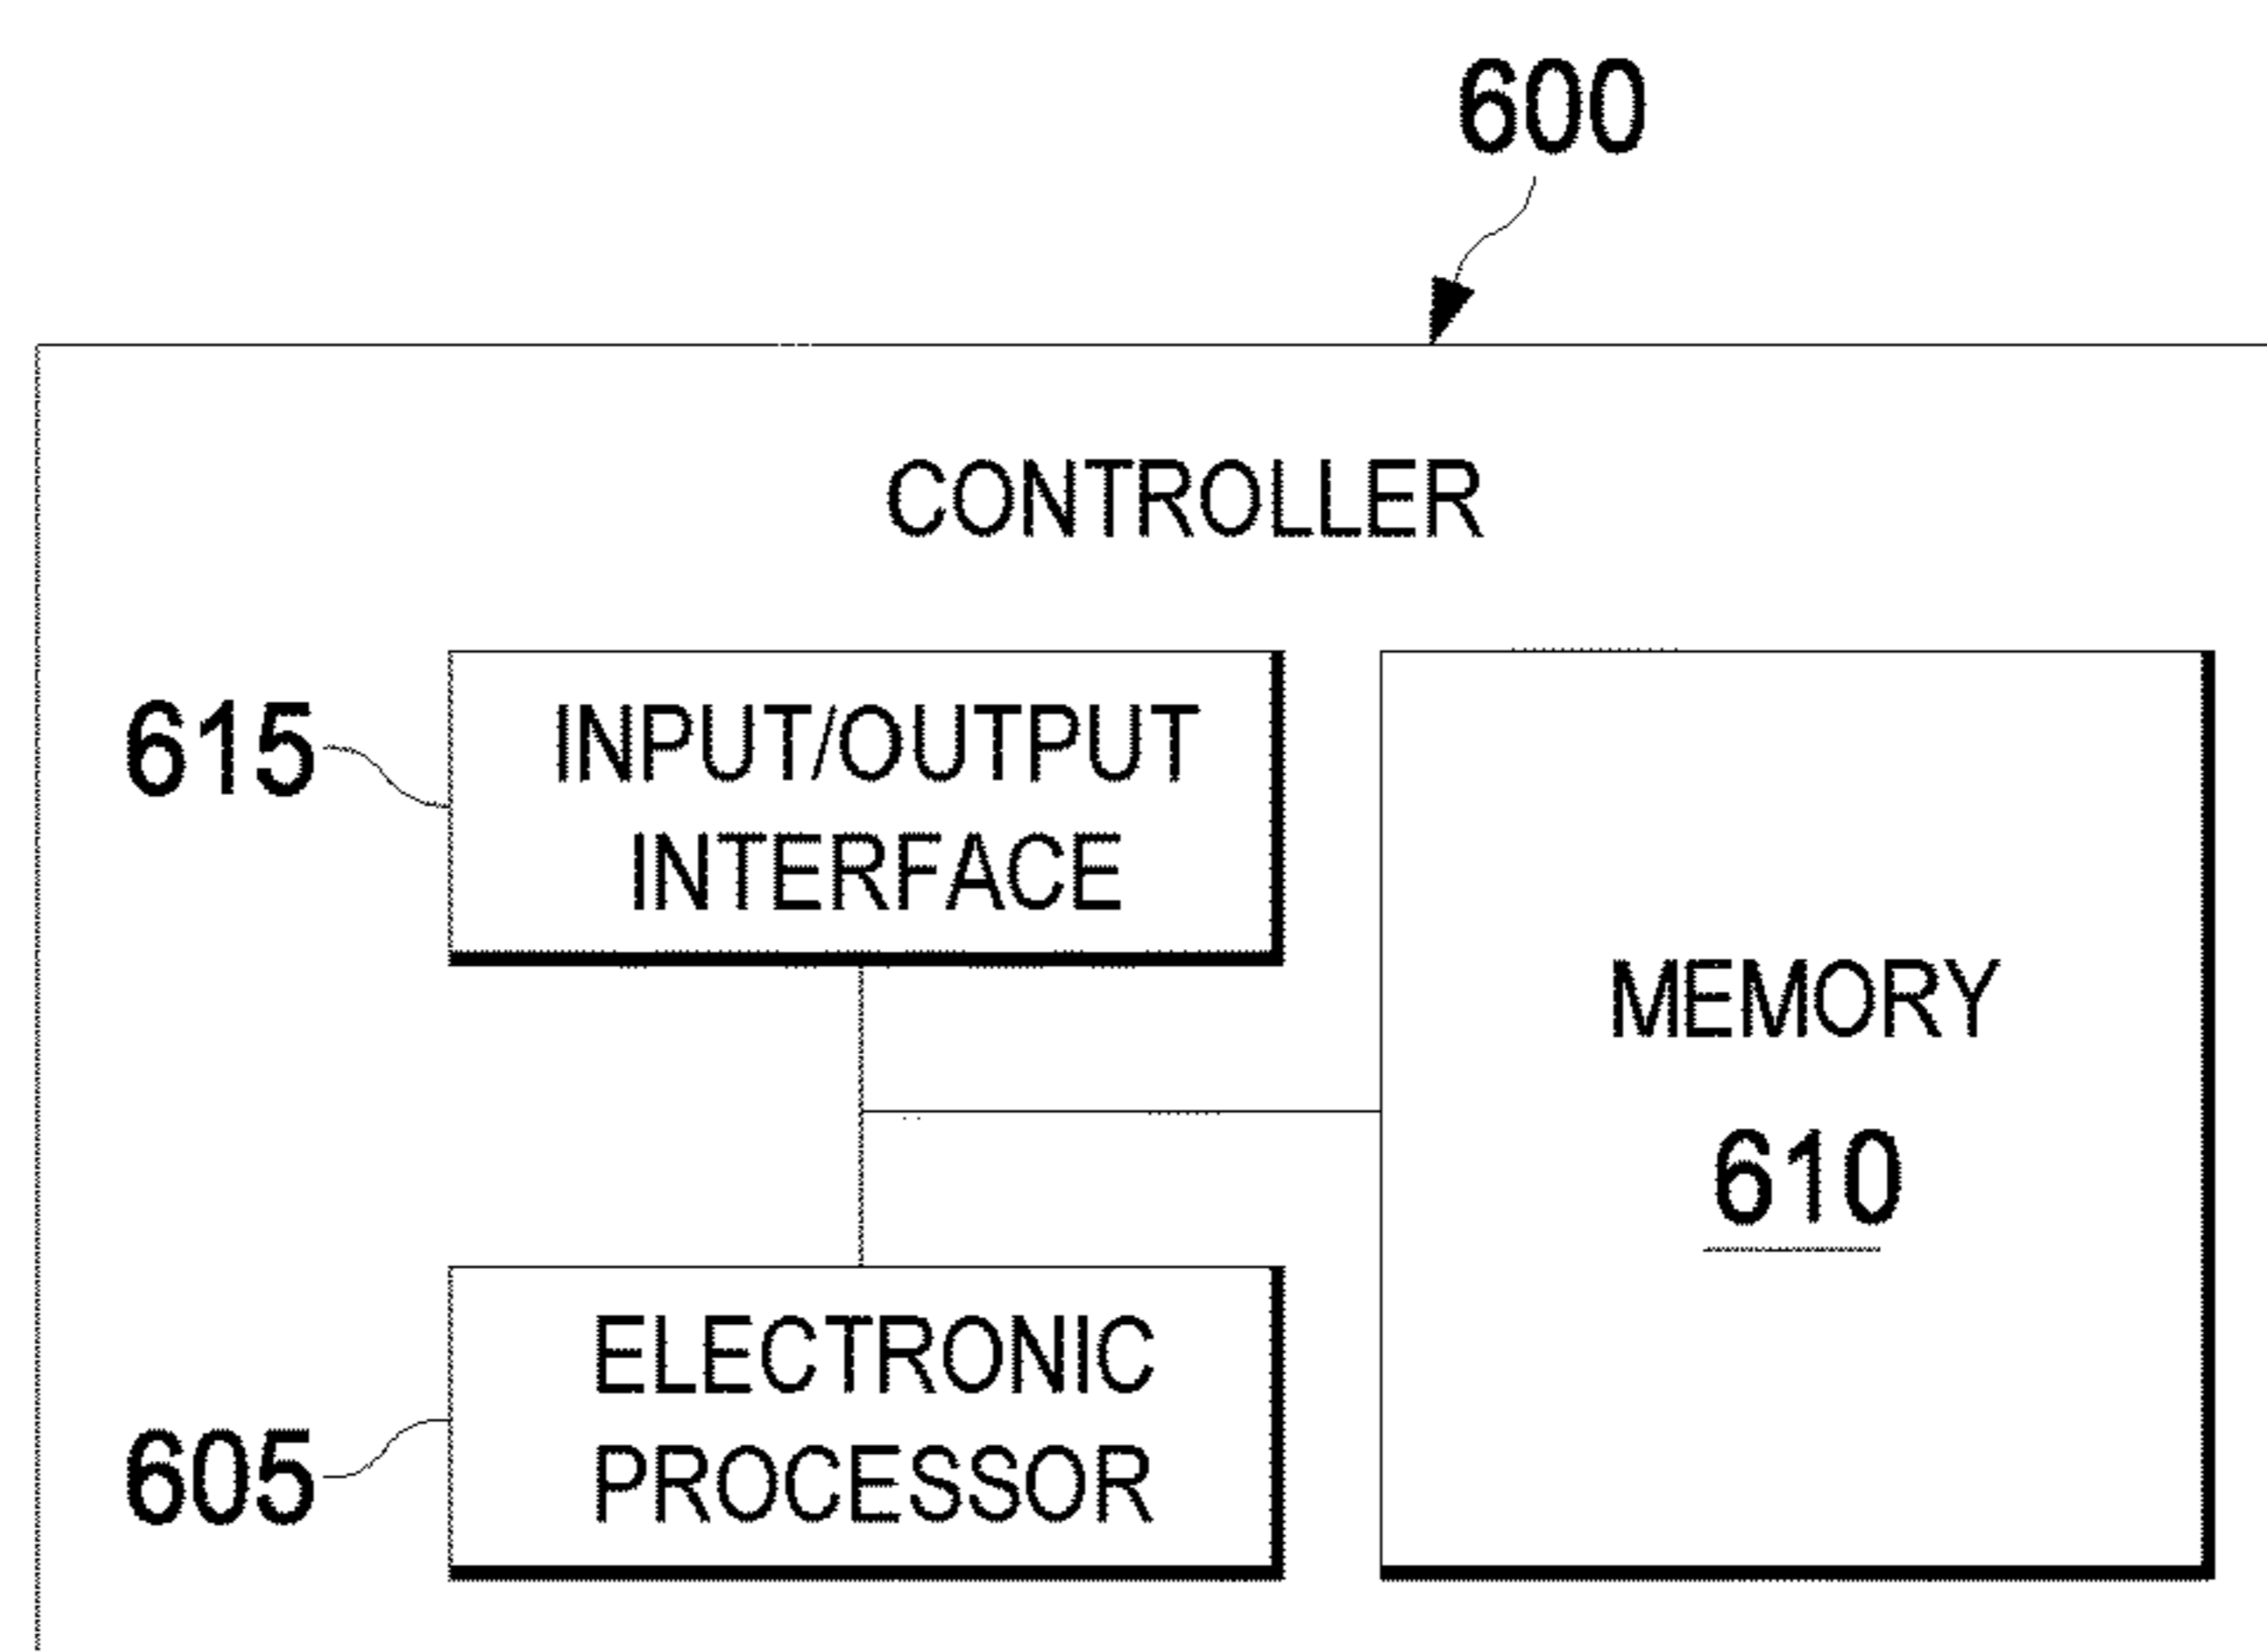 600
CONTROLLER
615
INPUT/OUTPUT
INTERFACE
MEMORY
610
605
ELECTRONIC
PROCESSOR